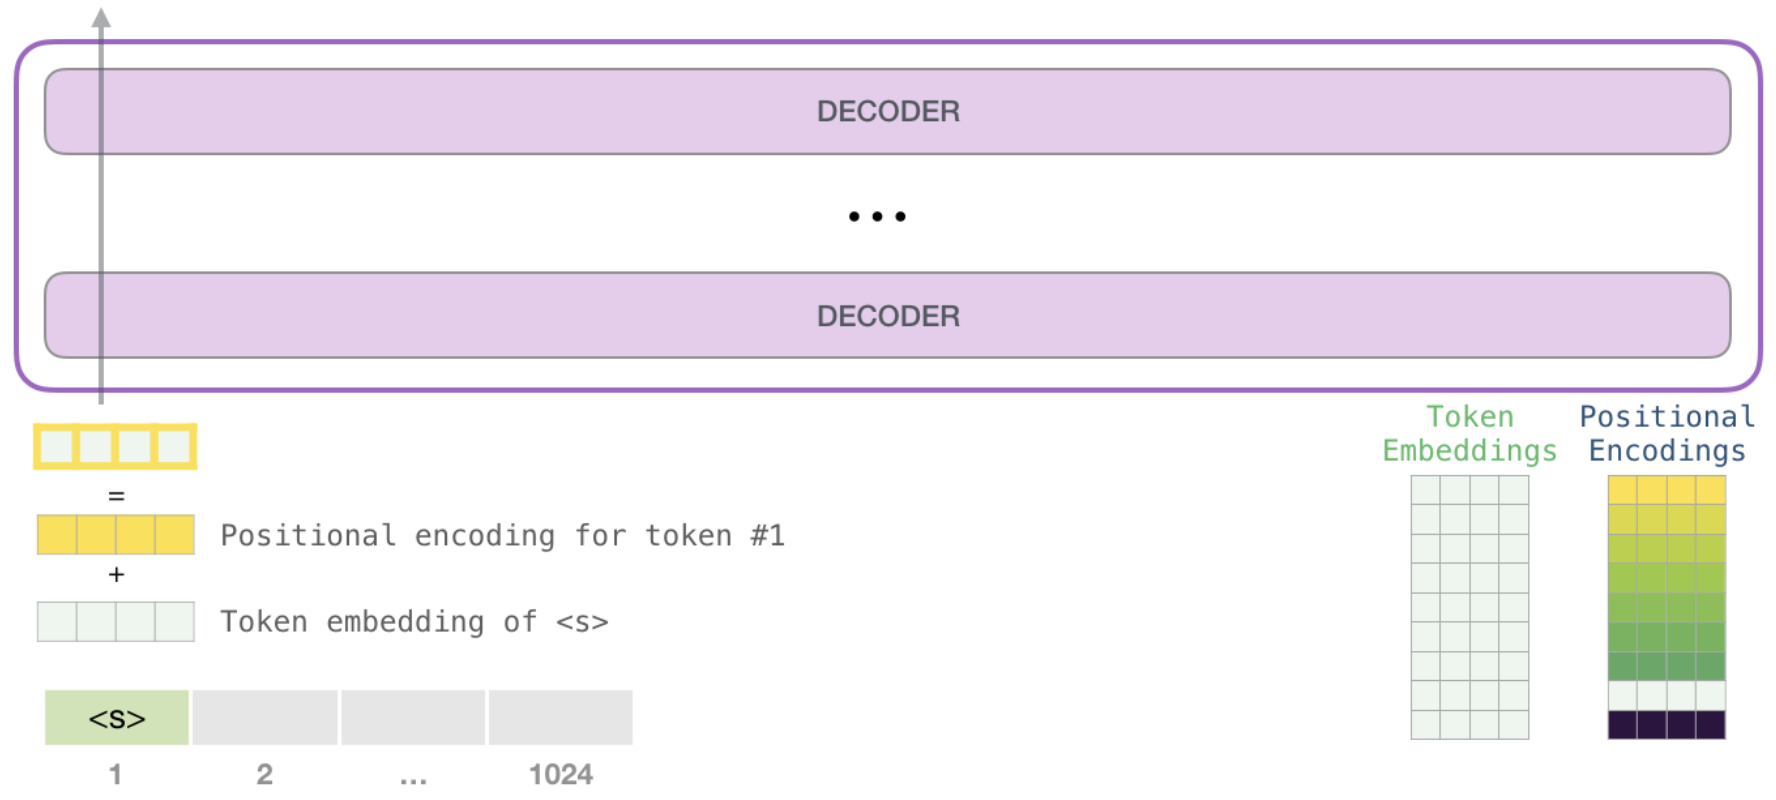 DECODER
...
DECODER
Token Embeddings
Positional Encodings
=
Positional encoding for token #1
+
Token embedding of <s>
<s>
1 2 ... 1024